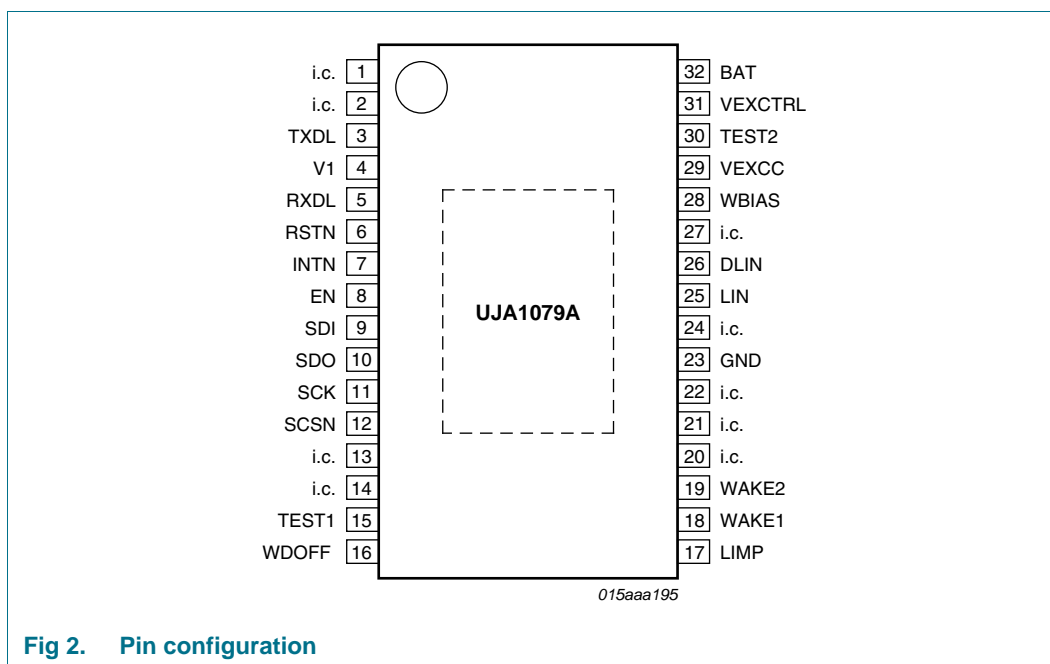 i.c. 1 32 BAT
i.c. 2 31 VEXCTRL
TXDL 3 30 TEST2
V1 4 29 VEXCC
RXDL 5 28 WBIAS
RSTN 6 27 i.c.
INTN 7 26 DLIN
EN 8 25 LIN
UJA1079A
SDI 9 24 i.c.
SDO 10 23 GND
SCK 11 22 i.c.
SCSN 12 21 i.c.
i.c. 13 20 i.c.
i.c. 14 19 WAKE2
TEST1 15 18 WAKE1
WDOFF 16 17 LIMP
015aaa195
Fig 2. Pin configuration